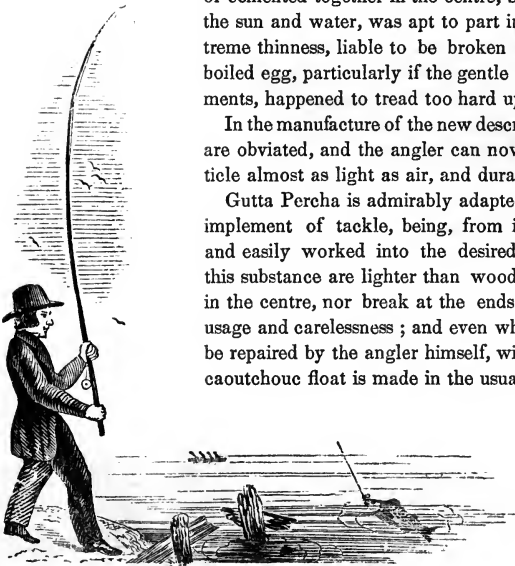 or cemented together in the centre,
the sun and water, was apt to part in
treme thinness, liable to be broken
boiled egg, particularly if the gentle
ments, happened to tread too hard up
In the manufacture of the new descr
are obviated, and the angler can nov
ticle almost as light as air, and dura
Gutta Percha is admirably adapte
implement of tackle, being, from i
and easily worked into the desired
this substance are lighter than wood
in the centre, nor break at the ends
usage and carelessness ; and even wh
be repaired by the angler himself, wi
caoutchouc float is made in the usua